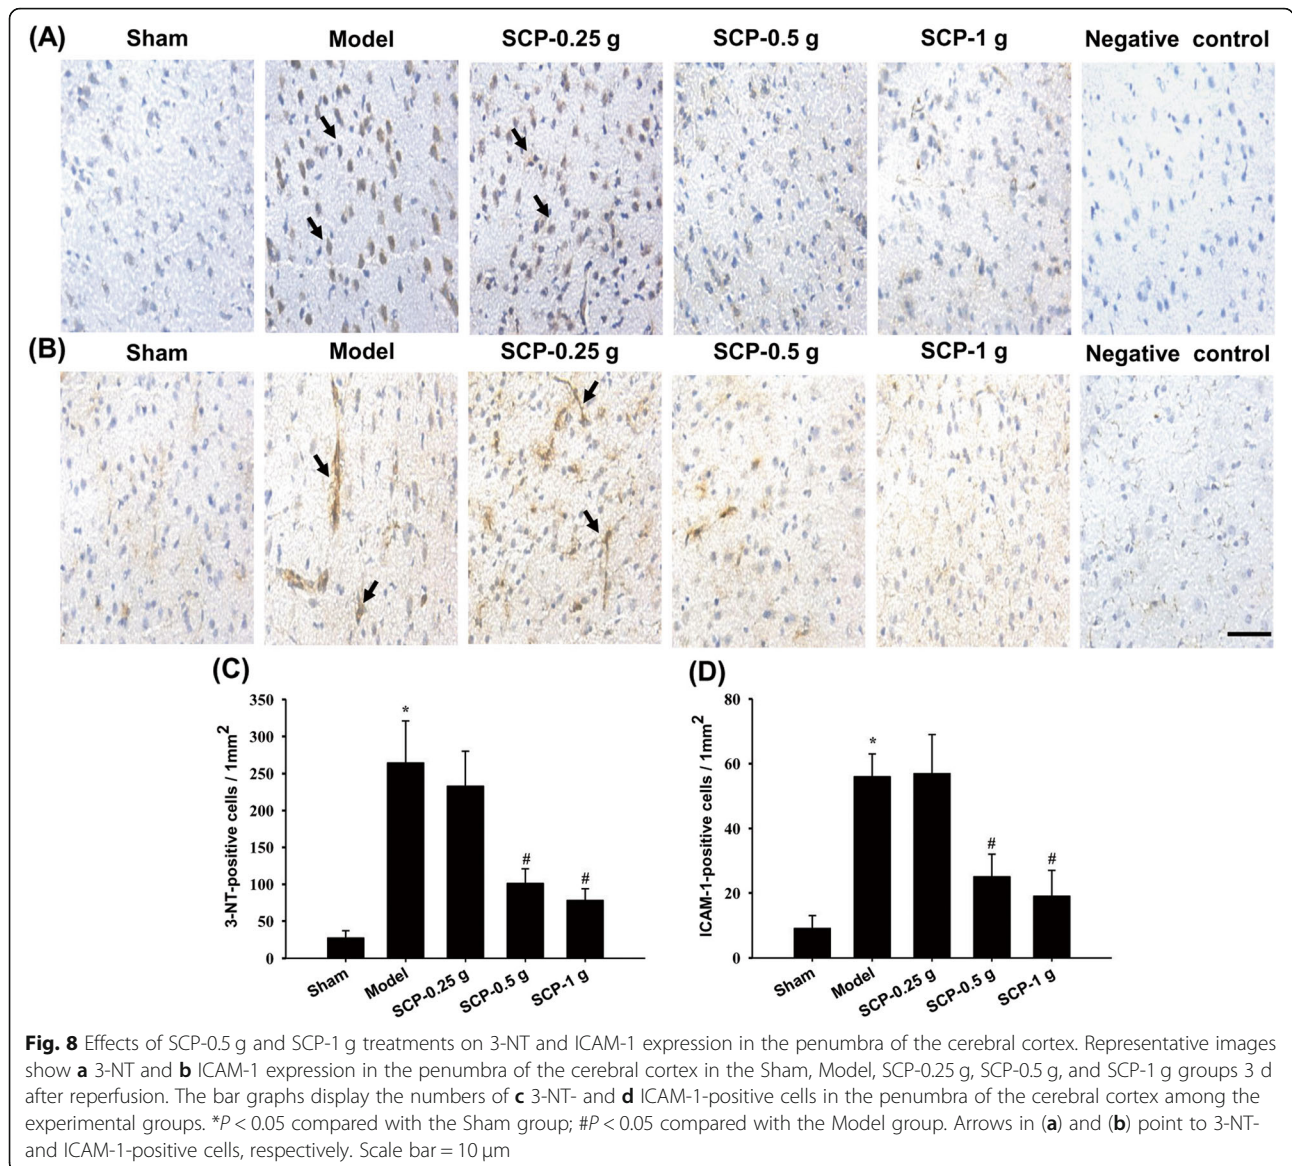 (A)
Sham Model SCP-0.25 g SCP-0.5 g SCP-1 g Negative control
(B)
Sham Model SCP-0.25 g SCP-0.5 g SCP-1 g Negative control
(C)
3-NT-positive cells / 1mm²
350
300
250
200
150
100
50
0
*
#
#
Sham Model SCP-0.25 g SCP-0.5 g SCP-1 g
(D)
ICAM-1-positive cells / 1mm²
80
60
40
20
0
*
#
#
Sham Model SCP-0.25 g SCP-0.5 g SCP-1 g
Fig. 8 Effects of SCP-0.5 g and SCP-1 g treatments on 3-NT and ICAM-1 expression in the penumbra of the cerebral cortex. Representative images
show a 3-NT and b ICAM-1 expression in the penumbra of the cerebral cortex in the Sham, Model, SCP-0.25 g, SCP-0.5 g, and SCP-1 g groups 3 d
after reperfusion. The bar graphs display the numbers of c 3-NT- and d ICAM-1-positive cells in the penumbra of the cerebral cortex among the
experimental groups. *P < 0.05 compared with the Sham group; #P < 0.05 compared with the Model group. Arrows in (a) and (b) point to 3-NT-
and ICAM-1-positive cells, respectively. Scale bar = 10 μm